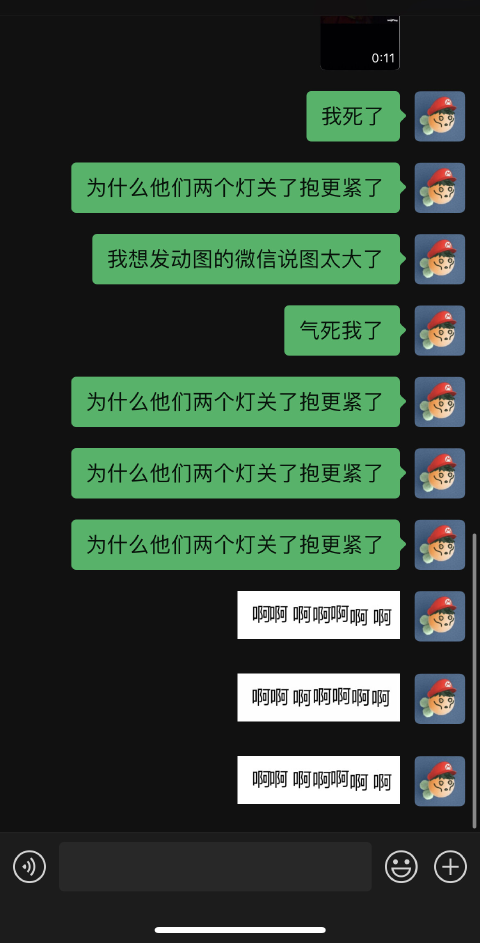 0:11
我死了
为什么他们两个灯关了抱更紧了
我想发动图的微信说图太大了
气死我了
为什么他们两个灯关了抱更紧了
为什么他们两个灯关了抱更紧了
为什么他们两个灯关了抱更紧了
啊啊 啊啊啊啊 啊
啊啊 啊啊啊啊啊
啊啊 啊啊啊啊 啊